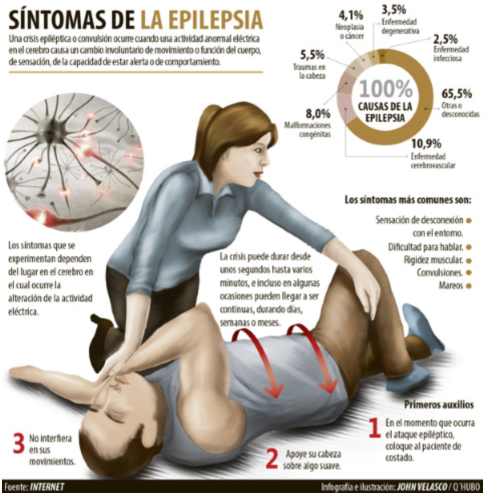 SÍNTOMAS DE LA EPILEPSIA
Una crisis epiléptica o convulsión ocurre cuando una actividad anormal eléctrica
en el cerebro causa un cambio involuntario de movimiento o función del cuerpo,
de sensación, de la capacidad de estar alerta o de comportamiento.
4,1%
Neoplasia
o cáncer
3,5%
Enfermedad
degenerativa
2,5%
Enfermedad
infecciosa
5,5%
Traumas en
la cabeza
8,0%
Malformaciones
congénitas
100%
CAUSAS DE LA
EPILEPSIA
65,5%
Otras o
desconocidas
10,9%
Enfermedad
cerebrovascular
Los síntomas más comunes son:
Sensación de desconexión
con el entorno.
Dificultad para hablar.
Rigidez muscular.
Convulsiones.
Mareos
Los síntomas que se
experimentan dependen
del lugar en el cerebro en
el cual ocurre la
alteración de la actividad
eléctrica.
La crisis puede durar desde
unos segundos hasta varios
minutos, e incluso en algunas
ocasiones pueden llegar a ser
continuas, durando días,
semanas o meses.
Primeros auxilios
1 En el momento que ocurra
el ataque epiléptico,
coloque al paciente de
costado.
2 Apoye su cabeza
sobre algo suave.
3 No interfiera
en sus
movimientos.
Fuente: INTERNET
Infografía e ilustración: JOHN VELASCO / Q'HUBO